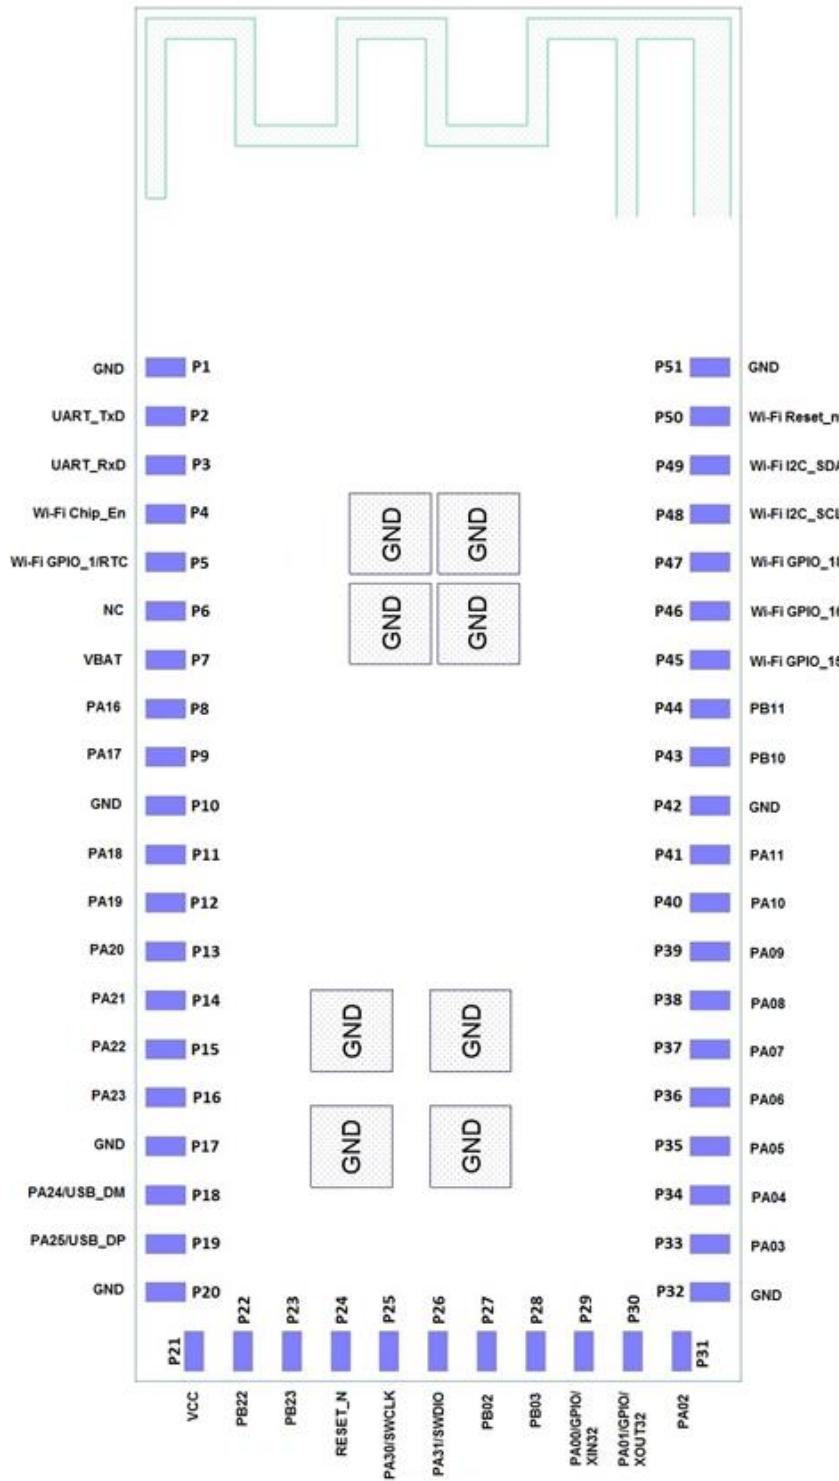 GND P1 P51 GND
UART_TxD P2 P50 Wi-Fi Reset_n
UART_RxD P3 P49 Wi-Fi I2C_SDA
Wi-Fi Chip_En P4 GND GND P48 Wi-Fi I2C_SCL
Wi-Fi GPIO_1/RTC P5 P47 Wi-Fi GPIO_18
NC P6 GND GND P46 Wi-Fi GPIO_16
VBAT P7 P45 Wi-Fi GPIO_15
PA16 P8 P44 PB11
PA17 P9 P43 PB10
GND P10 P42 GND
PA18 P11 P41 PA11
PA19 P12 P40 PA10
PA20 P13 P39 PA09
PA21 P14 P38 PA08
GND GND
PA22 P15 P37 PA07
PA23 P16 P36 PA06
GND P17 GND GND P35 PA05
PA24/USB_DM P18 P34 PA04
PA25/USB_DP P19 P33 PA03
GND P20 P32 GND
P21 P22 P23 P24 P25 P26 P27 P28 P29 P30 P31
VCC
PB22
PB23
RESET_N
PA30/SWCLK
PA31/SWDIO
PB02
PB03
PA00/GPIO/
XIN32
PA01/GPIO/
XOUT32
PA02